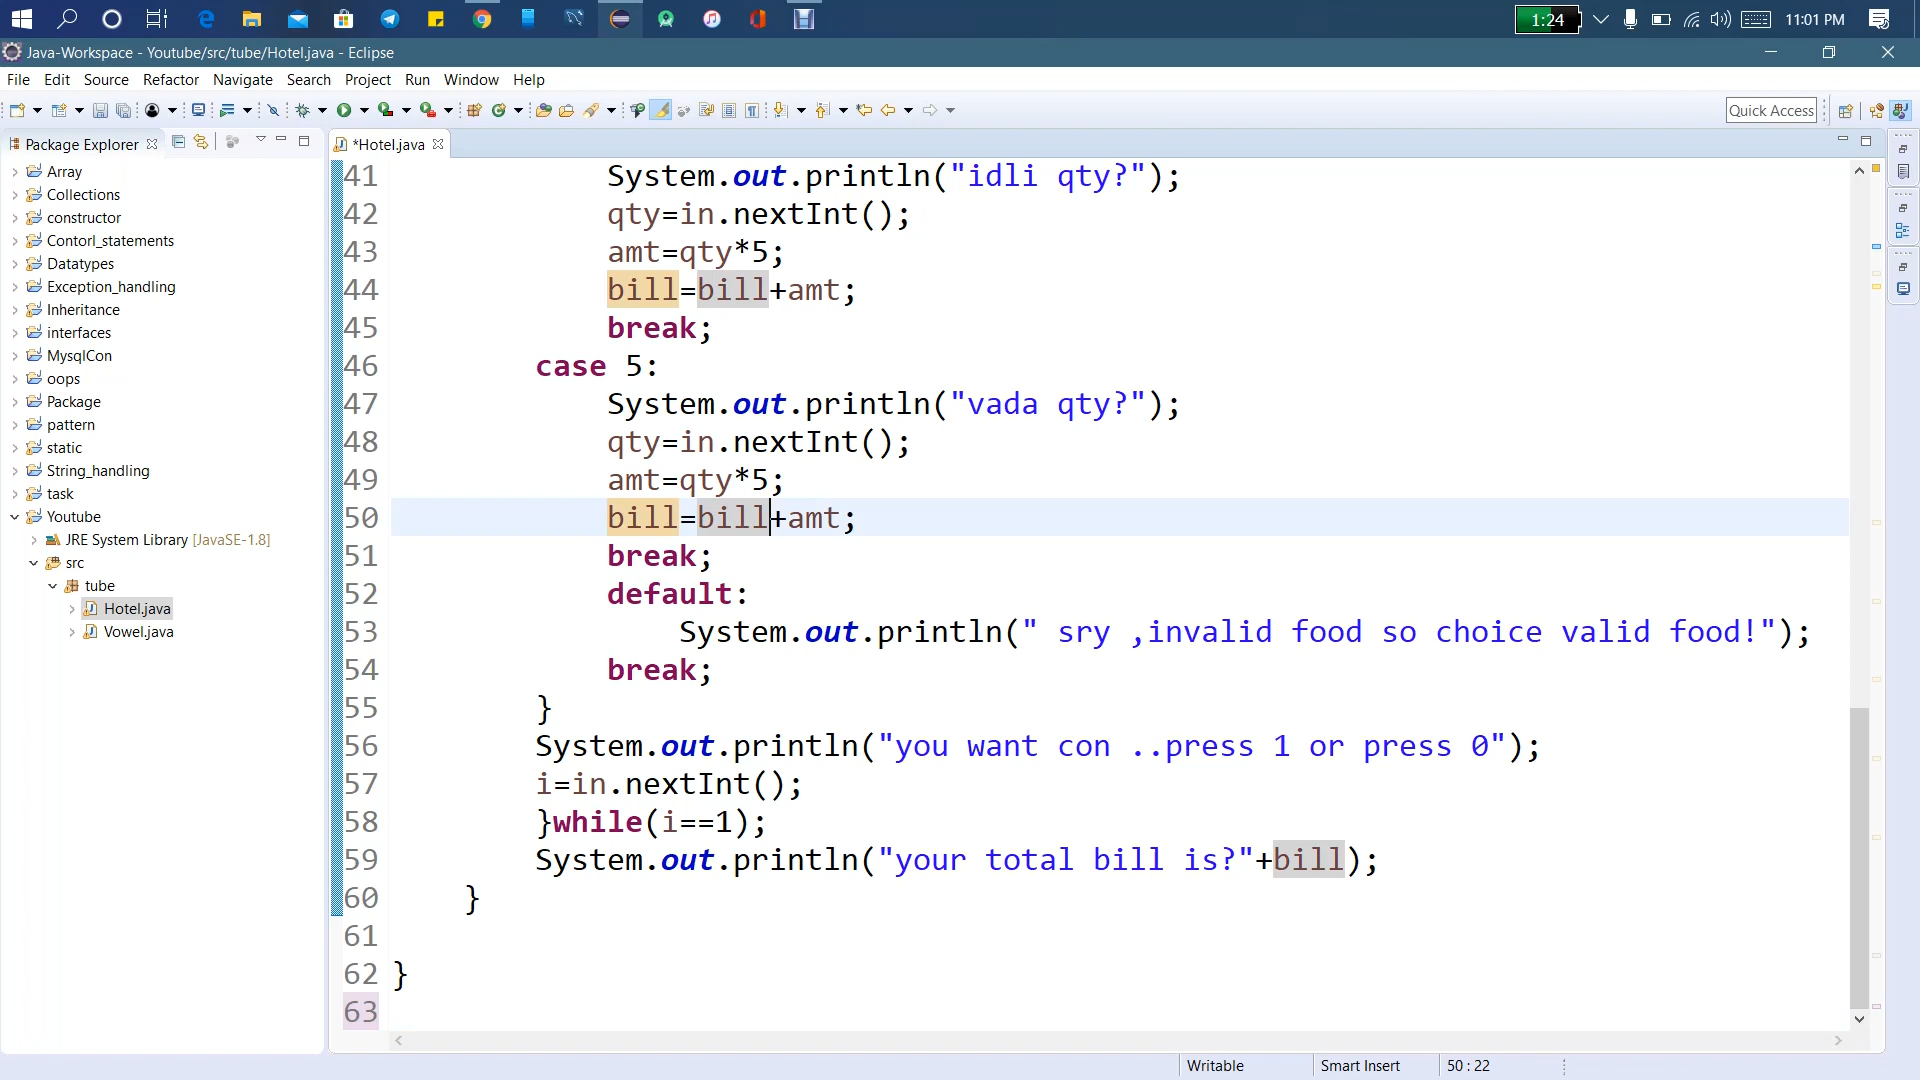 1:24
11:01 PM
Java-Workspace - Youtube/src/tube/Hotel.java - Eclipse
File Edit Source Refactor Navigate Search Project Run Window Help
Quick Access
Package Explorer
*Hotel.java
Array
Collections
constructor
Contorl_statements
Datatypes
Exception_handling
Inheritance
interfaces
MysqlCon
oops
Package
pattern
static
String_handling
task
Youtube
JRE System Library [JavaSE-1.8]
src
tube
Hotel.java
Vowel.java
41 System.out.println("idli qty?");
42 qty=in.nextInt();
43 amt=qty*5;
44 bill=bill+amt;
45 break;
46 case 5:
47 System.out.println("vada qty?");
48 qty=in.nextInt();
49 amt=qty*5;
50 bill=bill+amt;
51 break;
52 default:
53 System.out.println(" sry ,invalid food so choice valid food!");
54 break;
55 }
56 System.out.println("you want con ..press 1 or press 0");
57 i=in.nextInt();
58 }while(i==1);
59 System.out.println("your total bill is?"+bill);
60 }
61
62 }
63
Writable Smart Insert 50 : 22